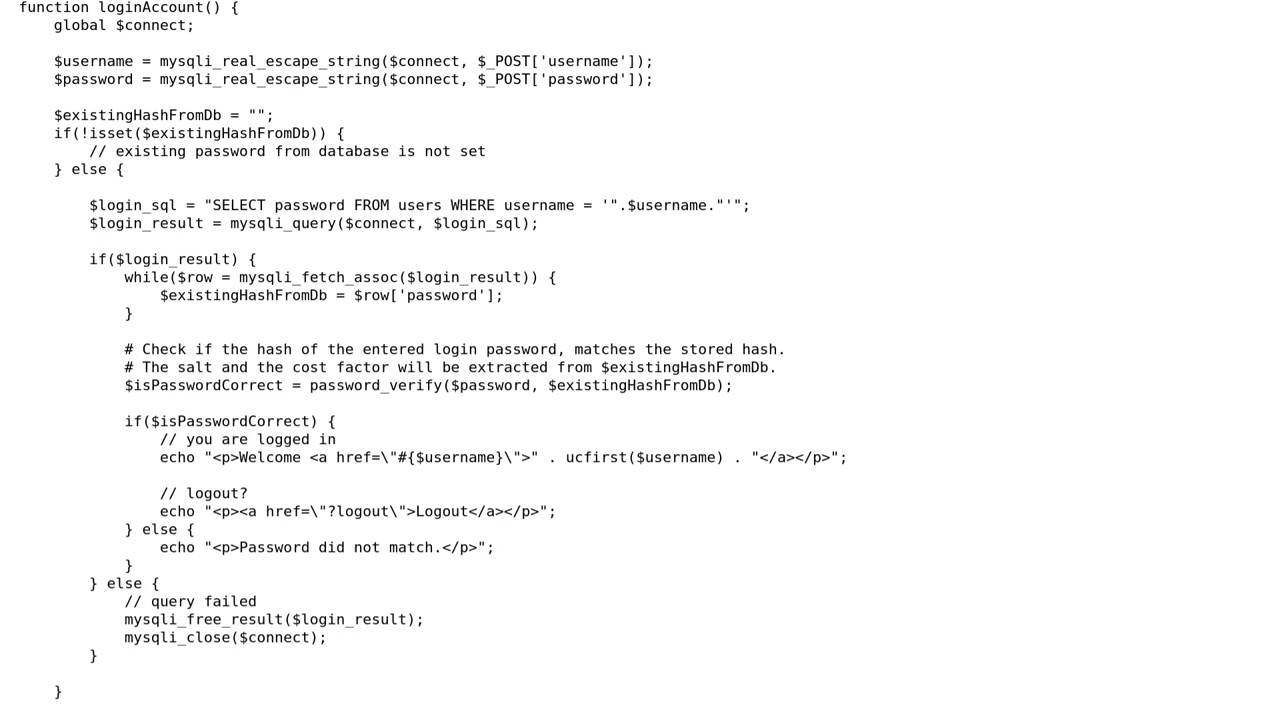 function loginAccount() {
    global $connect;

    $username = mysqli_real_escape_string($connect, $_POST['username']);
    $password = mysqli_real_escape_string($connect, $_POST['password']);

    $existingHashFromDb = "";
    if(!isset($existingHashFromDb)) {
        // existing password from database is not set
    } else {

        $login_sql = "SELECT password FROM users WHERE username = '".$username."'";
        $login_result = mysqli_query($connect, $login_sql);

        if($login_result) {
            while($row = mysqli_fetch_assoc($login_result)) {
                $existingHashFromDb = $row['password'];
            }

            # Check if the hash of the entered login password, matches the stored hash.
            # The salt and the cost factor will be extracted from $existingHashFromDb.
            $isPasswordCorrect = password_verify($password, $existingHashFromDb);

            if($isPasswordCorrect) {
                // you are logged in
                echo "<p>Welcome <a href=\"#{$username}\">" . ucfirst($username) . "</a></p>";

                // logout?
                echo "<p><a href=\"?logout\">Logout</a></p>";
            } else {
                echo "<p>Password did not match.</p>";
            }
        } else {
            // query failed
            mysqli_free_result($login_result);
            mysqli_close($connect);
        }

    }